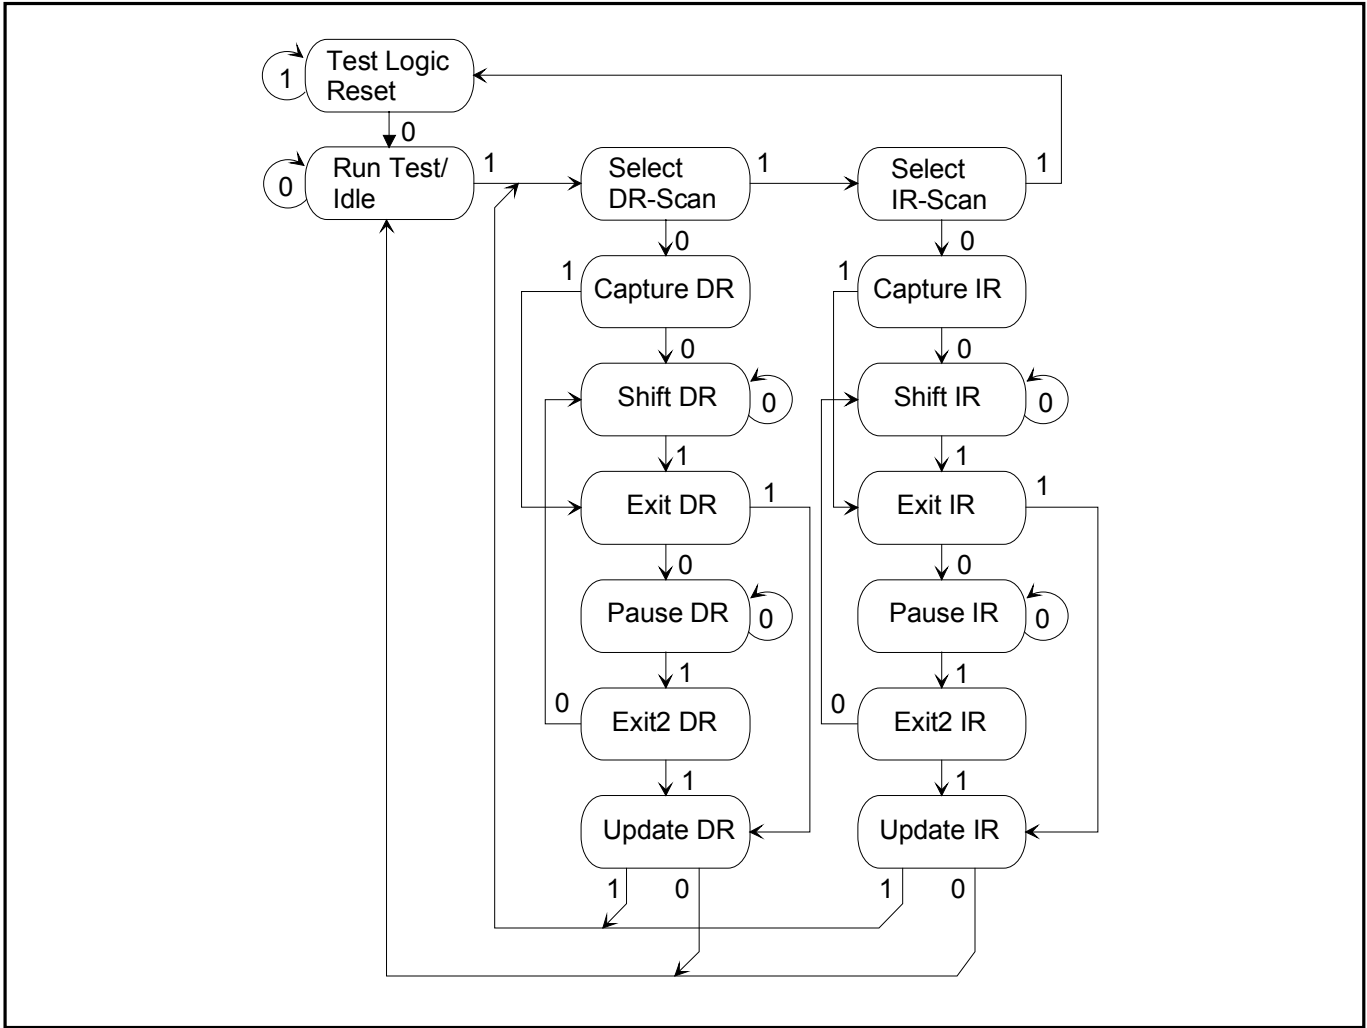 Test Logic
Reset
1
0
Run Test/
Idle
0
1
Select
DR-Scan
1
Select
IR-Scan
1
0
0
1
Capture DR
1
Capture IR
0
0
Shift DR
0
Shift IR
0
1
1
Exit DR
1
Exit IR
1
0
0
Pause DR
0
Pause IR
0
1
1
0
Exit2 DR
0
Exit2 IR
1
1
Update DR
Update IR
1
0
1
0